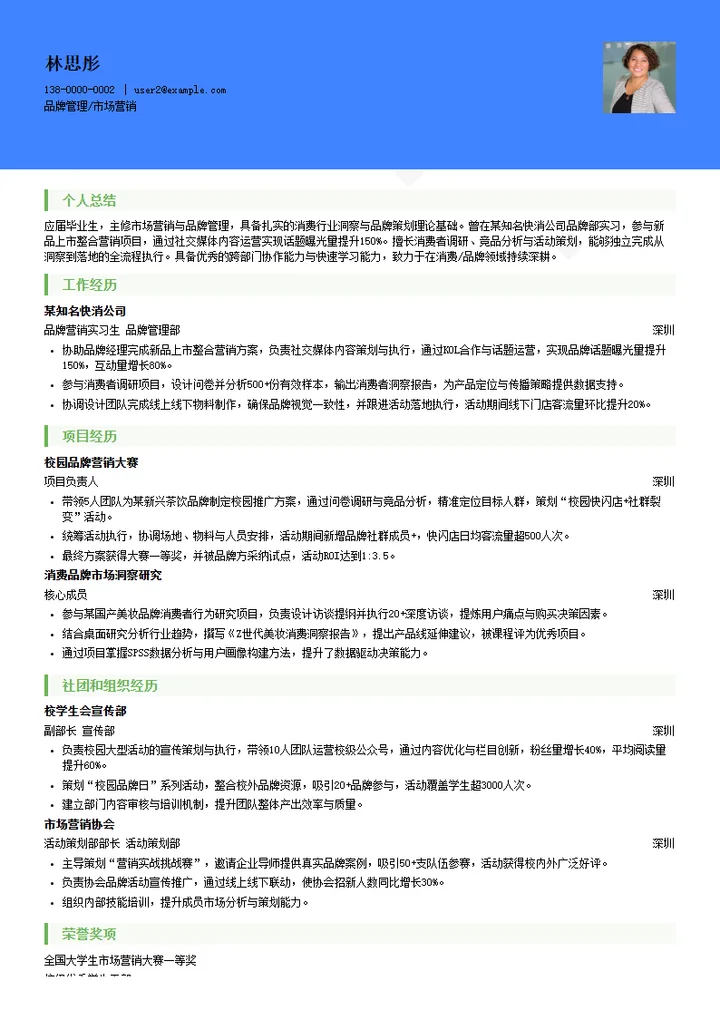 林思彤
138-0000-0002 | user2@example.com
品牌管理/市场营销
个人总结
应届毕业生，主修市场营销与品牌管理，具备扎实的消费行业洞察与品牌策划理论基础。曾在某知名快消公司品牌部实习，参与新
品上市整合营销项目，通过社交媒体内容运营实现话题曝光量提升150%。擅长消费者调研、竞品分析与活动策划，能够独立完成从
洞察到落地的全流程执行。具备优秀的跨部门协作能力与快速学习能力，致力于在消费/品牌领域持续深耕。
工作经历
某知名快消公司
品牌营销实习生 品牌管理部 深圳
• 协助品牌经理完成新品上市整合营销方案，负责社交媒体内容策划与执行，通过KOL合作与话题运营，实现品牌话题曝光量提升
150%，互动量增长80%。
• 参与消费者调研项目，设计问卷并分析500+份有效样本，输出消费者洞察报告，为产品定位与传播策略提供数据支持。
• 协调设计团队完成线上线下物料制作，确保品牌视觉一致性，并跟进活动落地执行，活动期间线下门店客流量环比提升20%。
项目经历
校园品牌营销大赛
项目负责人 深圳
• 带领5人团队为某新兴茶饮品牌制定校园推广方案，通过问卷调研与竞品分析，精准定位目标人群，策划“校园快闪店+社群裂
变”活动。
• 统筹活动执行，协调场地、物料与人员安排，活动期间新增品牌社群成员+，快闪店日均客流量超500人次。
• 最终方案获得大赛一等奖，并被品牌方采纳试点，活动ROI达到1:3.5。
消费品牌市场洞察研究
核心成员 深圳
• 参与某国产美妆品牌消费者行为研究项目，负责设计访谈提纲并执行20+深度访谈，提炼用户痛点与购买决策因素。
• 结合桌面研究分析行业趋势，撰写《Z世代美妆消费洞察报告》，提出产品线延伸建议，被课程评为优秀项目。
• 通过项目掌握SPSS数据分析与用户画像构建方法，提升了数据驱动决策能力。
社团和组织经历
校学生会宣传部
副部长 宣传部 深圳
• 负责校园大型活动的宣传策划与执行，带领10人团队运营校级公众号，通过内容优化与栏目创新，粉丝量增长40%，平均阅读量
提升60%。
• 策划“校园品牌日”系列活动，整合校外品牌资源，吸引20+品牌参与，活动覆盖学生超3000人次。
• 建立部门内容审核与培训机制，提升团队整体产出效率与质量。
市场营销协会
活动策划部部长 活动策划部 深圳
• 主导策划“营销实战挑战赛”，邀请企业导师提供真实品牌案例，吸引50+支队伍参赛，活动获得校内外广泛好评。
• 负责协会品牌活动宣传推广，通过线上线下联动，使协会招新人数同比增长30%。
• 组织内部技能培训，提升成员市场分析与策划能力。
荣誉奖项
全国大学生市场营销大赛一等奖